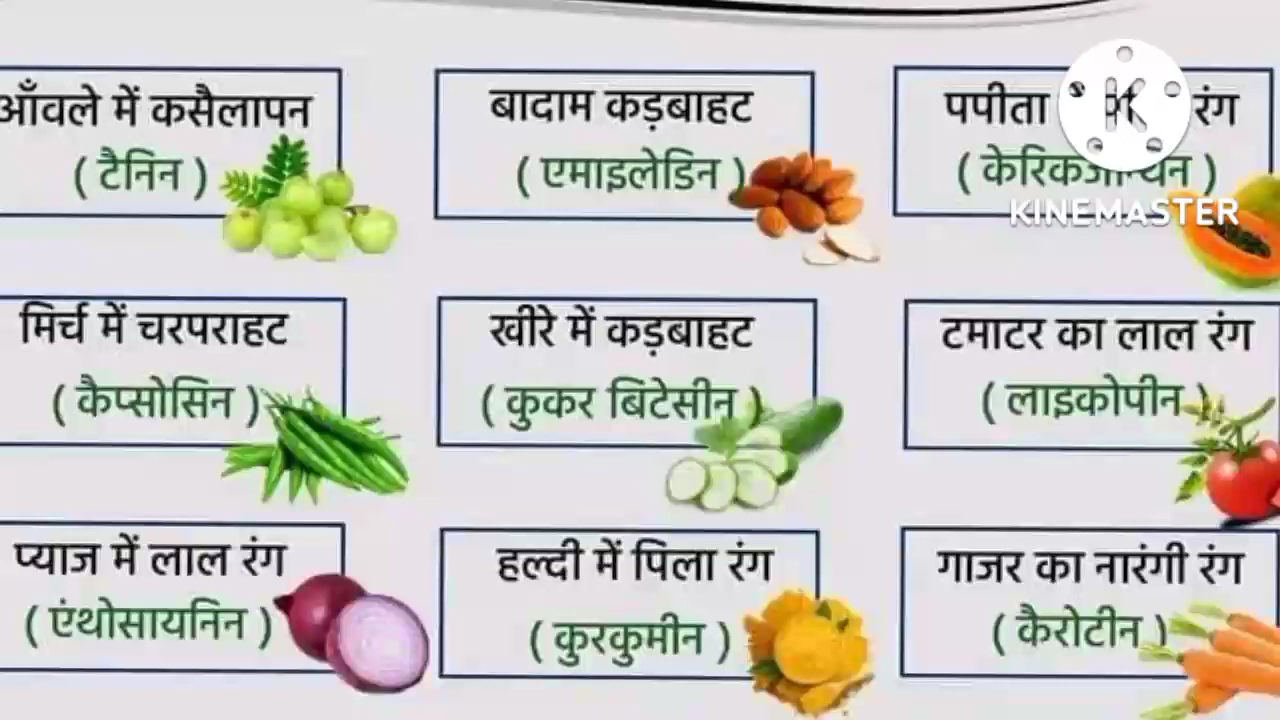 आँवले में कसैलापन
( टैनिन )
बादाम कड़बाहट
( एमाइलेडिन )
पपीता रंग
KINEMASTER
मिर्च में चरपराहट
( कैप्सोसिन )
खीरे में कड़बाहट
( कुकर बिटेसीन )
टमाटर का लाल रंग
( लाइकोपीन )
प्याज में लाल रंग
( एंथोसायनिन )
हल्दी में पिला रंग
( कुरकुमीन )
गाजर का नारंगी रंग
( कैरोटीन )